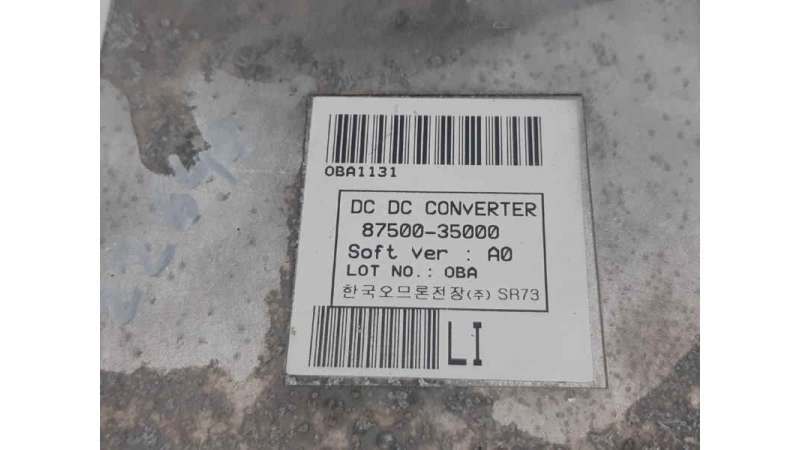 OBA1131
DC DC CONVERTER
87500-35000
Soft Ver : A0
LOT NO.: OBA
한국오므론전장(주) SR73
LI